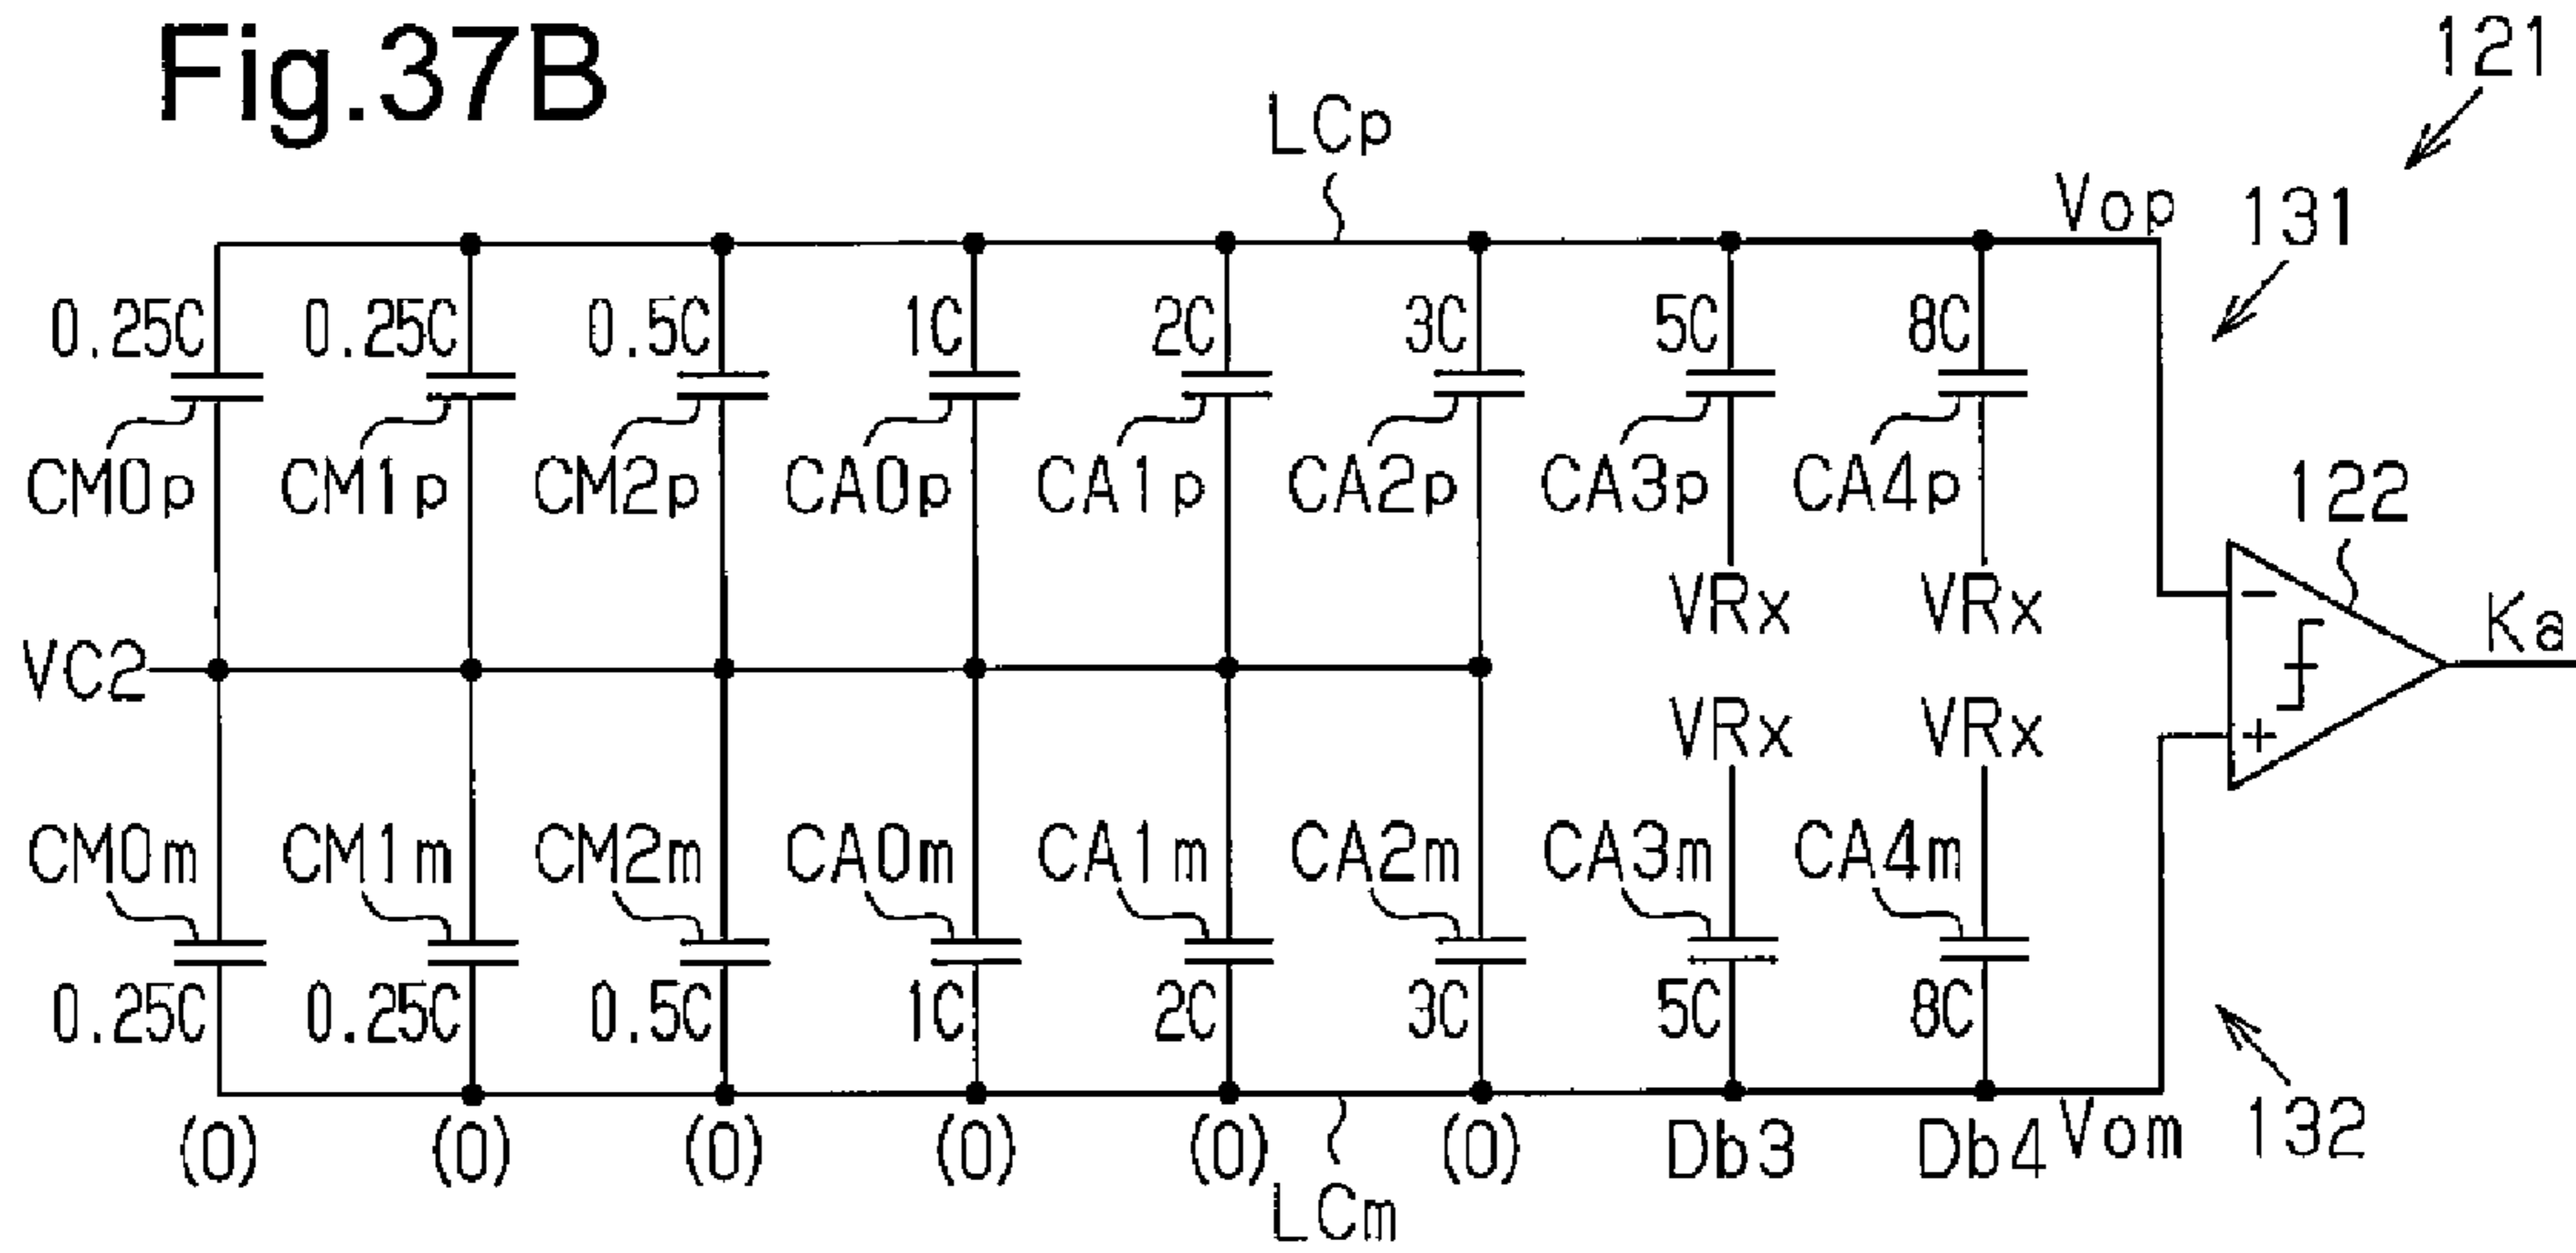 Fig.37B
121
LCp
Vop
131
0.25C 0.25C 0.5C 1C 2C 3C 5C 8C
CM0p CM1p CM2p CA0p CA1p CA2p CA3p CA4p
122
VRx VRx
Ka
VC2
−
VRx VRx
+
CM0m CM1m CM2m CA0m CA1m CA2m CA3m CA4m
0.25C 0.25C 0.5C 1C 2C 3C 5C 8C
(0) (0) (0) (0) (0) (0) Db3 Db4 Vom
132
LCm